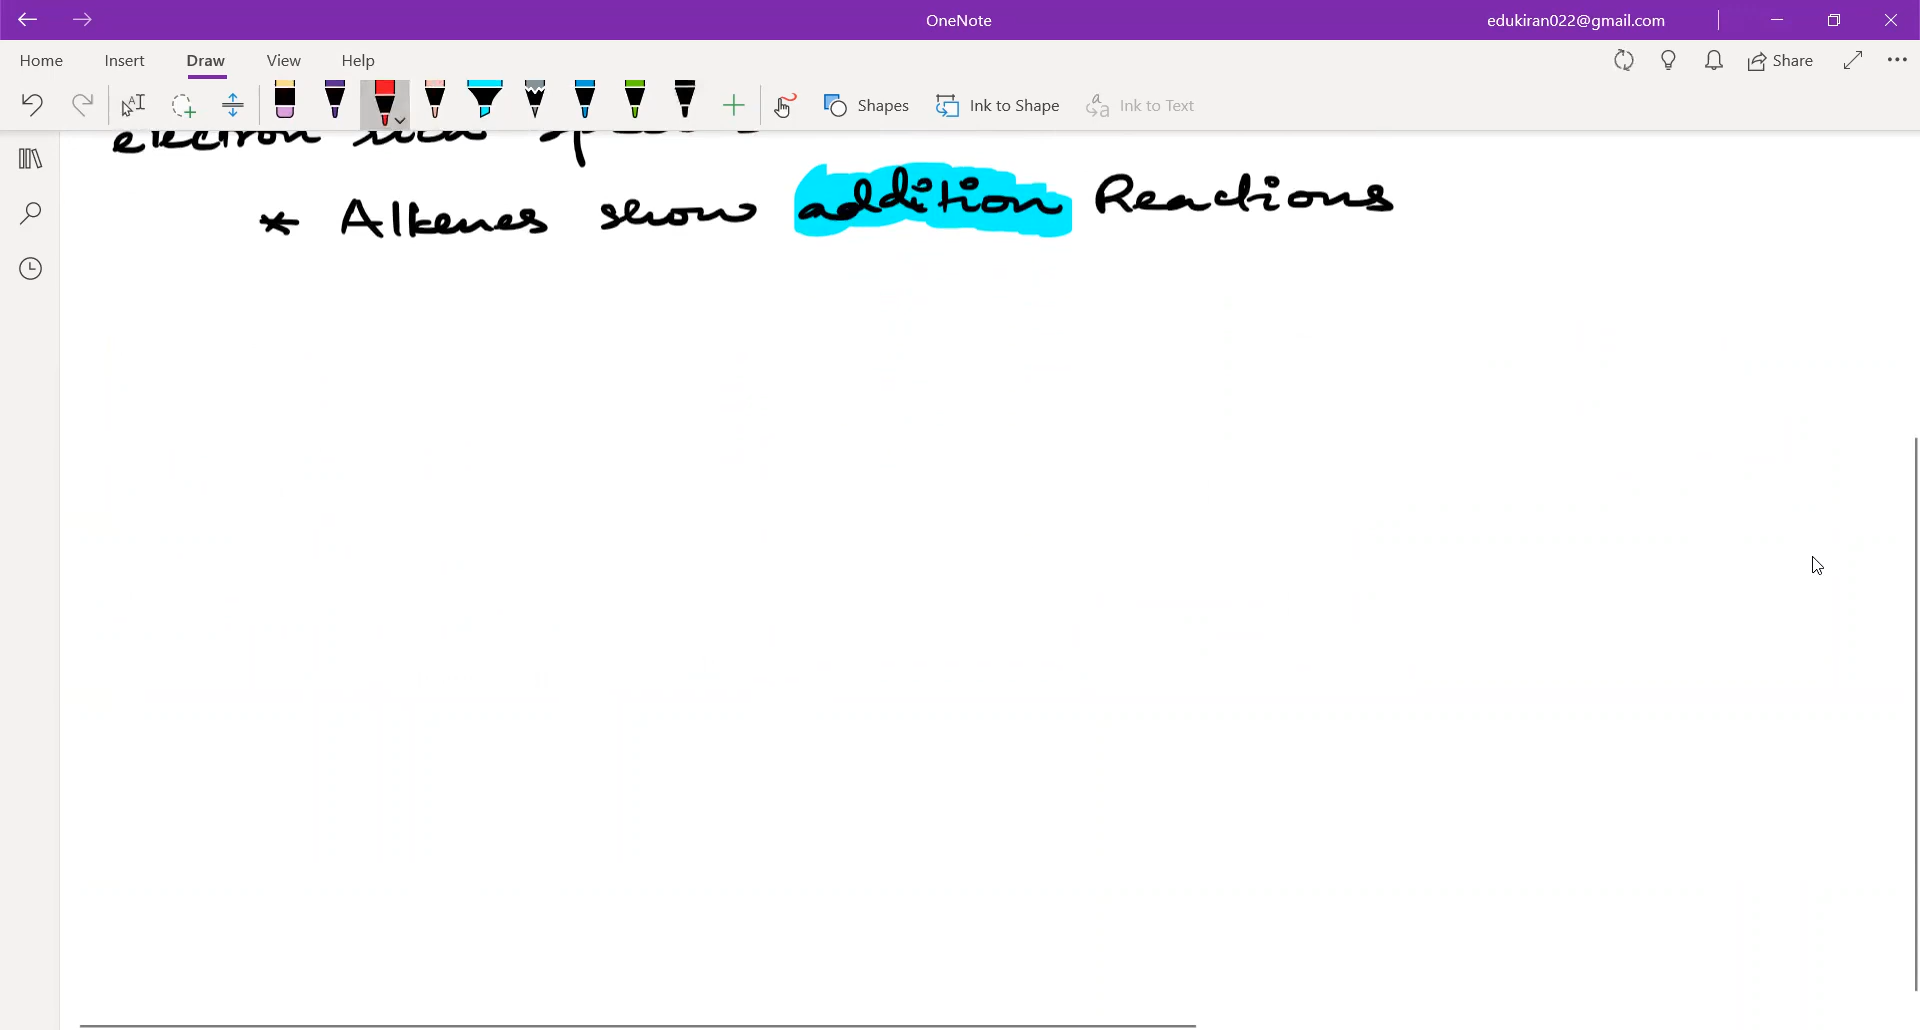 OneNote
edukiran022@gmail.com
Home Insert Draw View Help
Share
Shapes Ink to Shape Ink to Text
electron
* Alkenes show addition Reactions